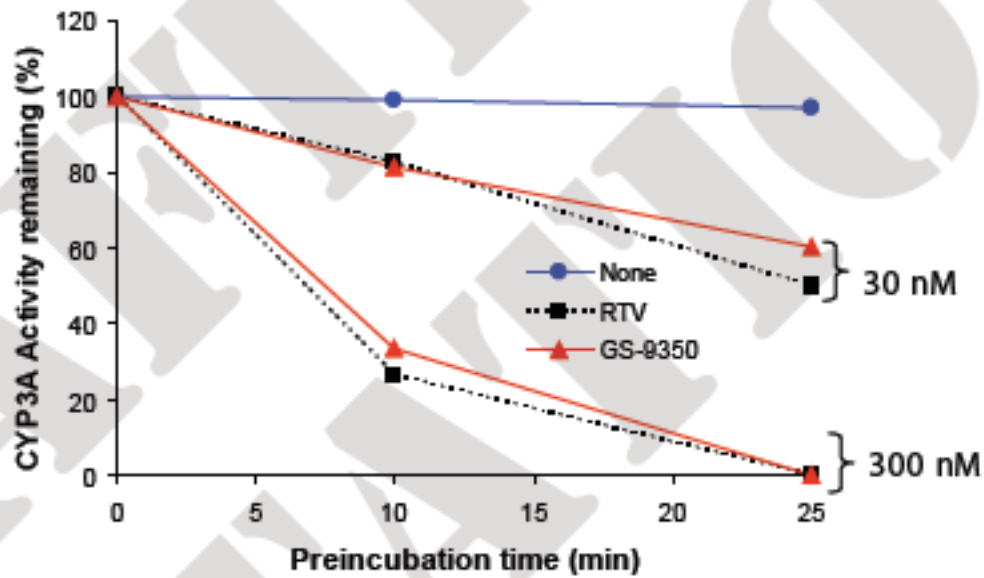 CYP3A Activity remaining (%)
120
100
80
60
40
20
0
None
RTV
GS-9350
30 nM
300 nM
0 5 10 15 20 25
Preincubation time (min)